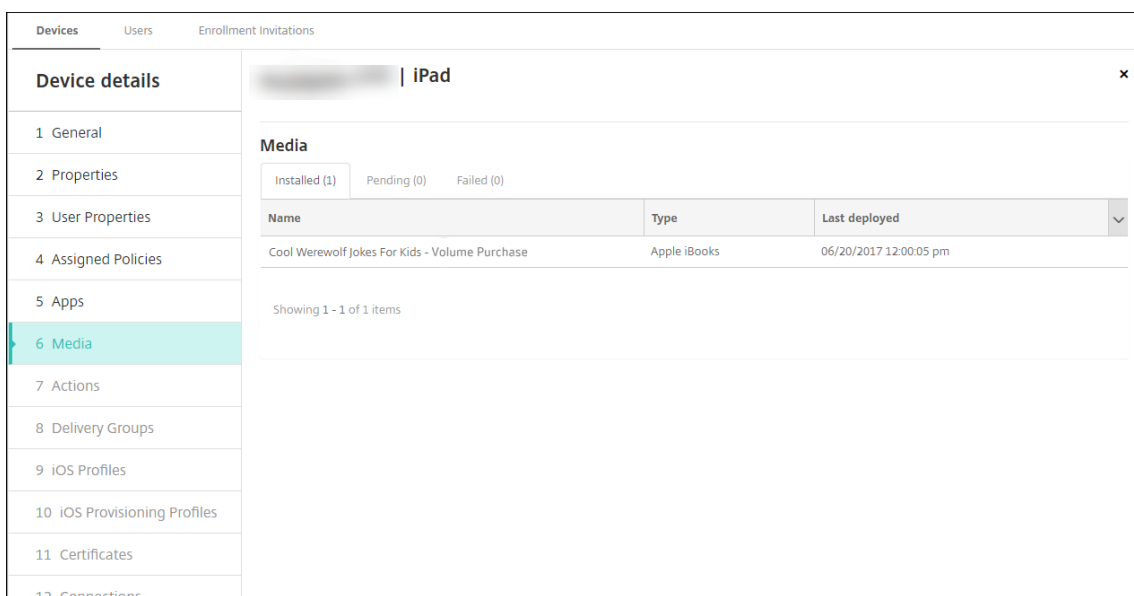 Devices Users Enrollment Invitations
Device details
| iPad
×
1 General
2 Properties
3 User Properties
4 Assigned Policies
5 Apps
6 Media
7 Actions
8 Delivery Groups
9 iOS Profiles
10 iOS Provisioning Profiles
11 Certificates
12 Connections
Media
Installed (1) Pending (0) Failed (0)
Name Type Last deployed
Cool Werewolf Jokes For Kids - Volume Purchase Apple iBooks 06/20/2017 12:00:05 pm
Showing 1 - 1 of 1 items